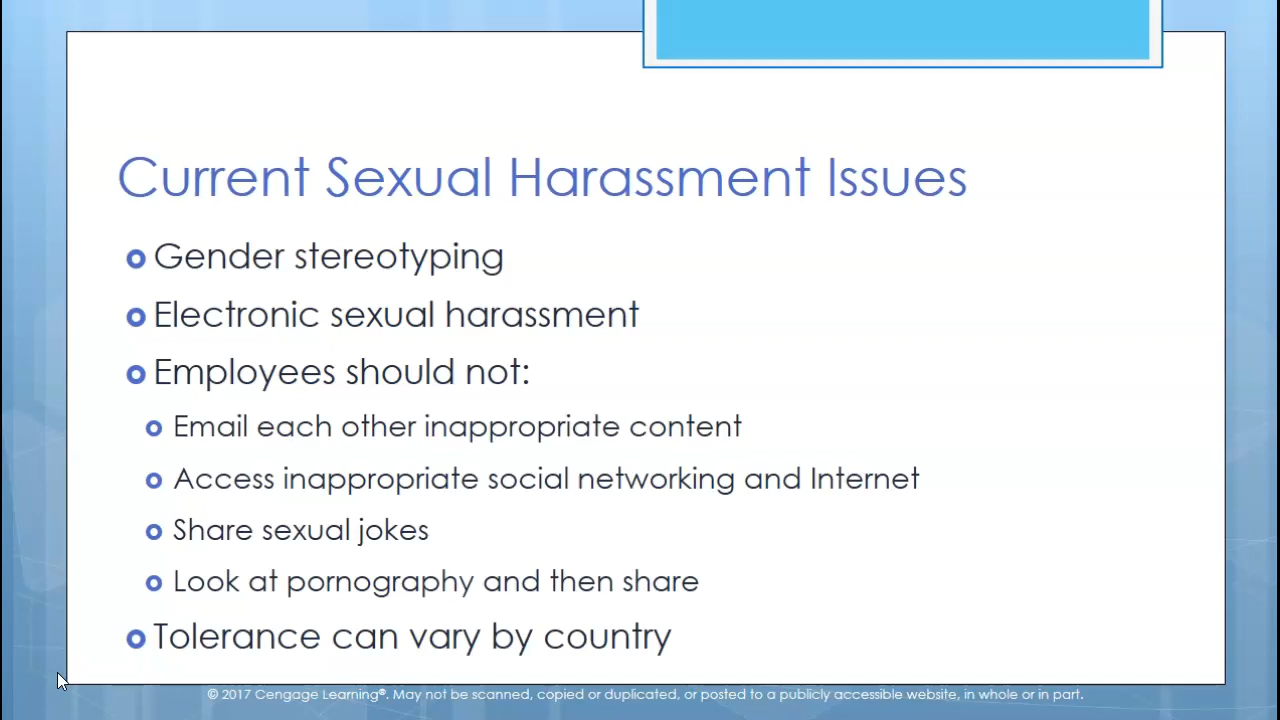 Current Sexual Harassment Issues
Gender stereotyping
Electronic sexual harassment
Employees should not:
Email each other inappropriate content
Access inappropriate social networking and Internet
Share sexual jokes
Look at pornography and then share
Tolerance can vary by country
© 2017 Cengage Learning®. May not be scanned, copied or duplicated, or posted to a publicly accessible website, in whole or in part.